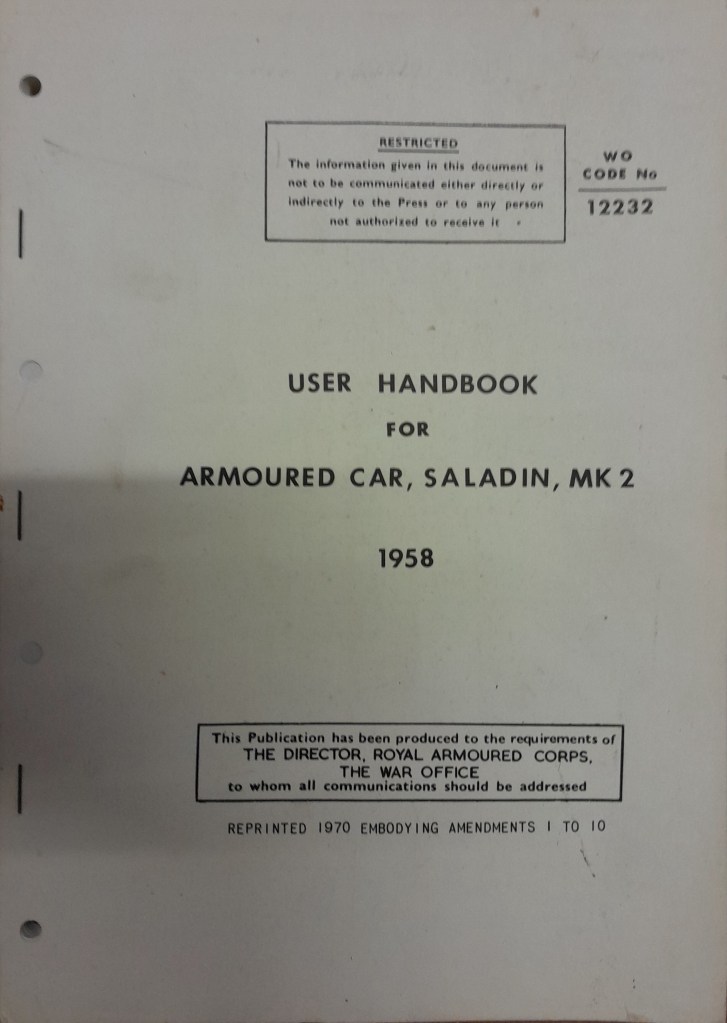 RESTRICTED
The information given in this document is
not to be communicated either directly or
indirectly to the Press or to any person
not authorized to receive it
WO
CODE No
12232
USER HANDBOOK
FOR
ARMOURED CAR, SALADIN, MK 2
1958
This Publication has been produced to the requirements of
THE DIRECTOR, ROYAL ARMOURED CORPS,
THE WAR OFFICE
to whom all communications should be addressed
REPRINTED 1970 EMBODYING AMENDMENTS 1 TO 10